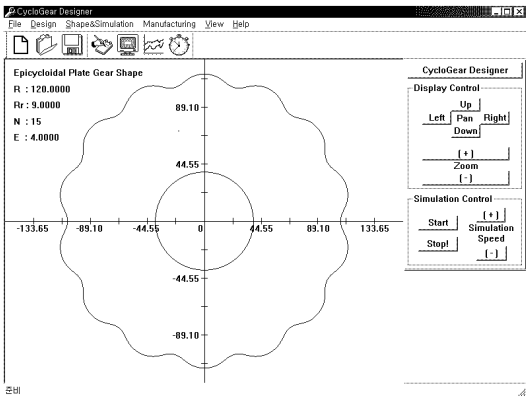 CycloGear Designer
File Design Shape&Simulation Manufacturing View Help
Epicycloidal Plate Gear Shape
R : 120.0000
Rr : 9.0000
N : 15
E : 4.0000
89.10
44.55
-133.65 -89.10 -44.55 0 44.55 89.10 133.65
-44.55
-89.10
CycloGear Designer
Display Control
Up
Left Pan Right
Down
(+)
Zoom
(-)
Simulation Control
Start (+)
Simulation
Speed
Stop!
(-)
준비